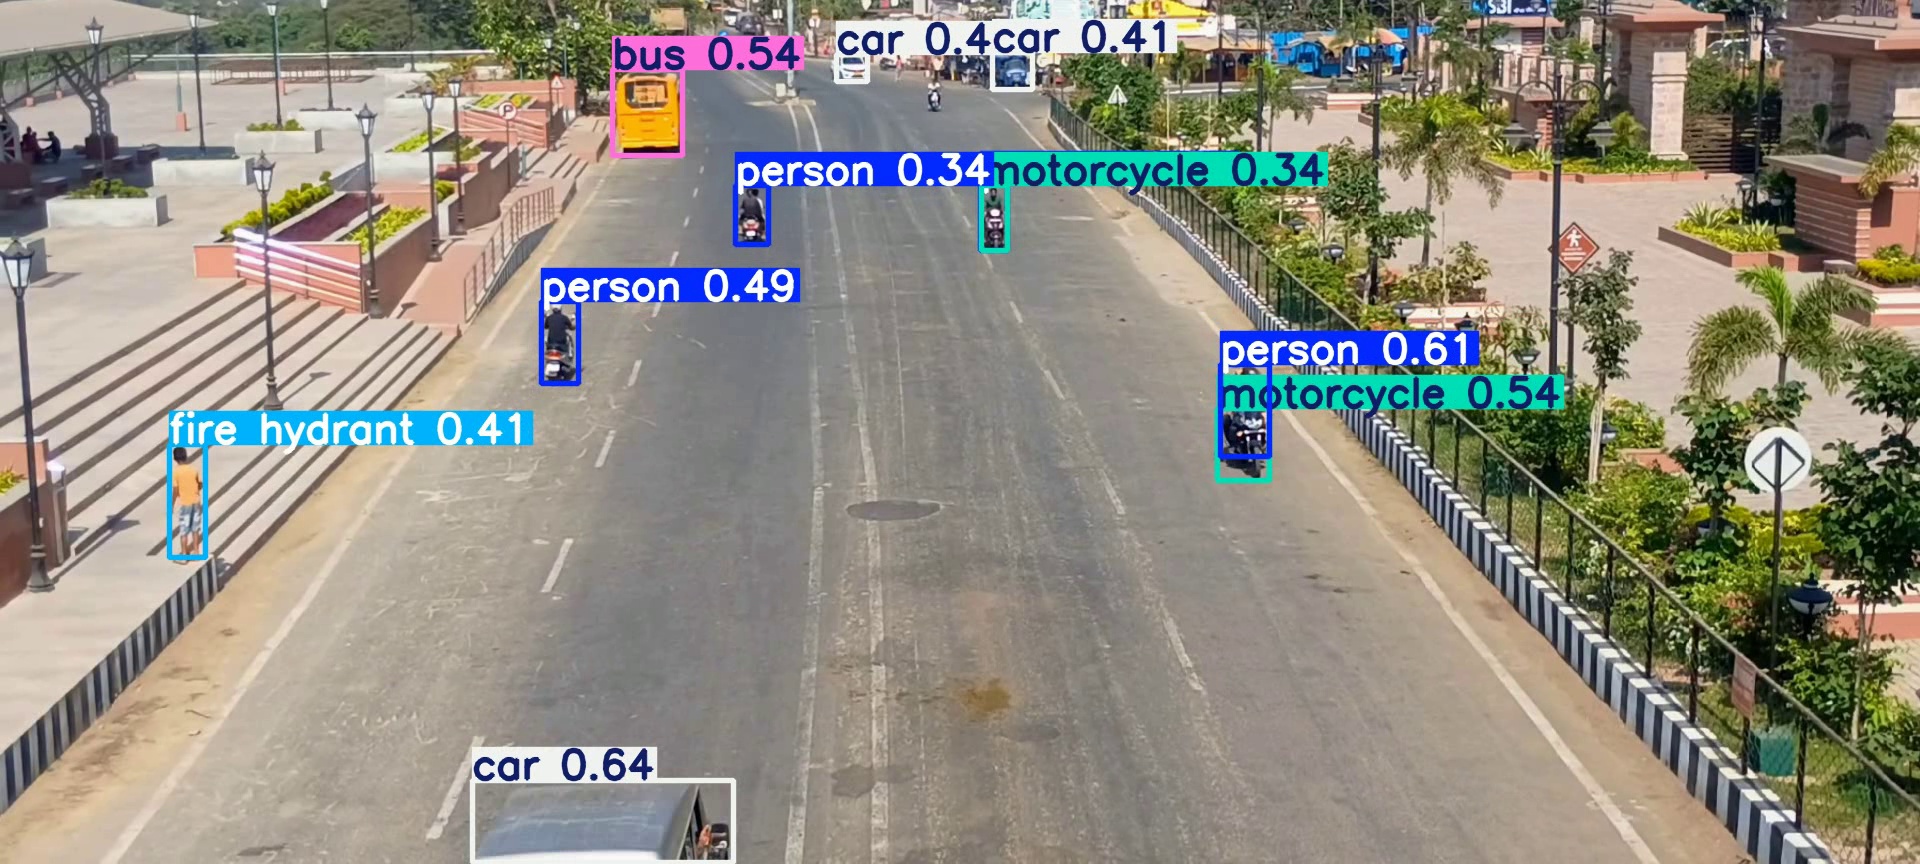 SBI
bus 0.54
car 0.4
car 0.41
P
person 0.34
motorcycle 0.34
person 0.49
person 0.61
motorcycle 0.54
fire hydrant 0.41
car 0.64